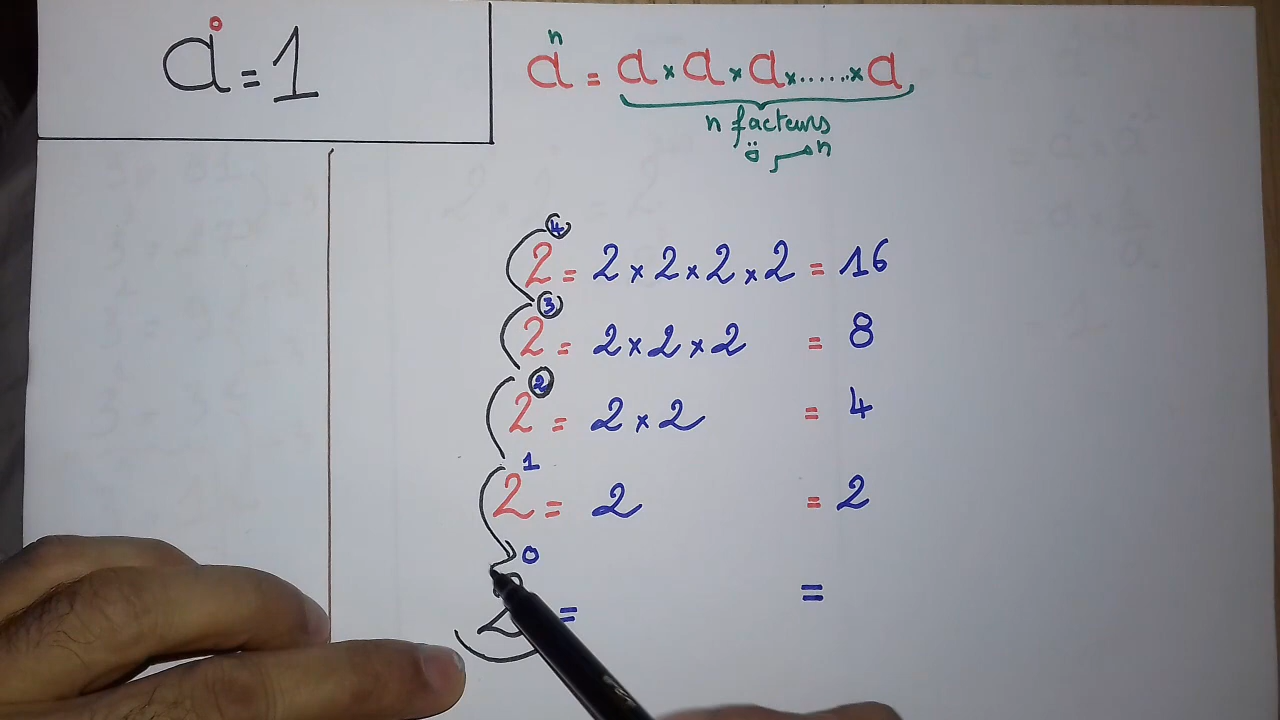 a⁰ = 1
aⁿ = a × a × a × ...... × a
n facteurs
n مرة
2⁴ = 2 × 2 × 2 × 2 = 16
2³ = 2 × 2 × 2 = 8
2² = 2 × 2 = 4
2¹ = 2 = 2
2⁰ = =